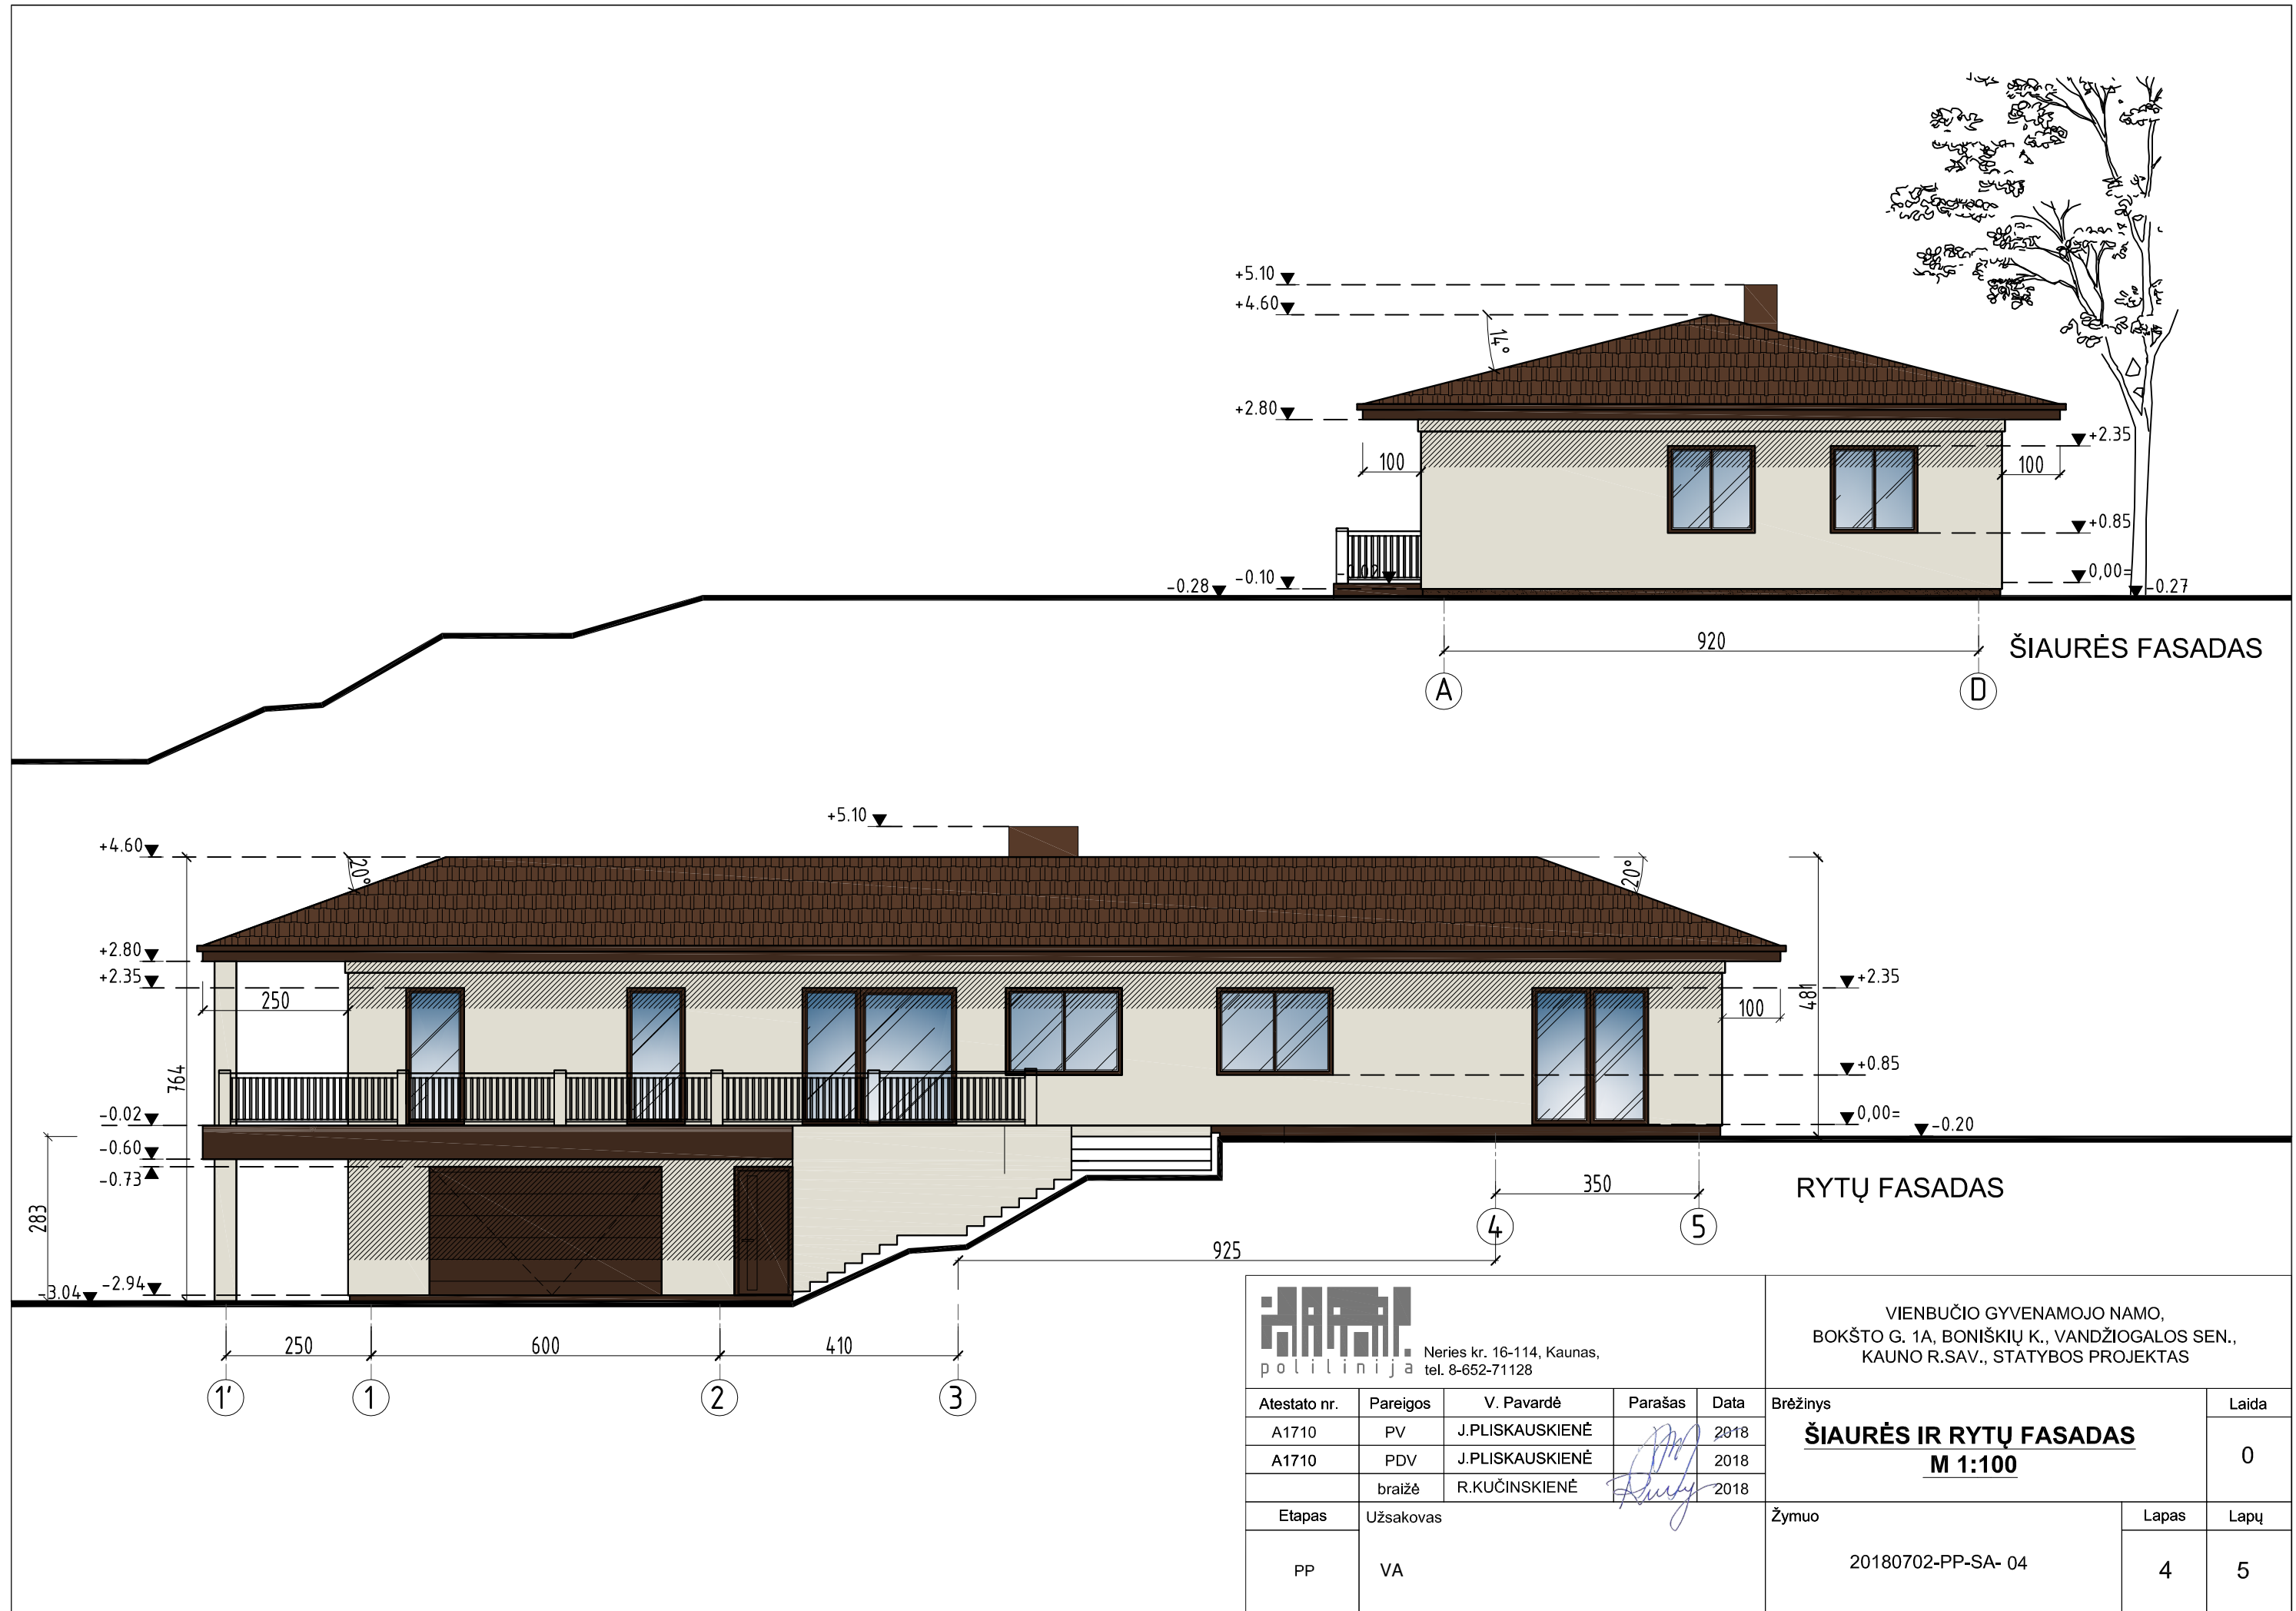 +5.10
+4.60
14°
+2.80
+2.35
100
100
+0.85
-0.28
-0.10
-0.02
0,00=
-0.27
920
ŠIAURĖS FASADAS
A
D
+5.10
+4.60
20°
20°
+2.80
+2.35
+2.35
250
100
481
764
+0.85
-0.02
0,00=
-0.20
-0.60
-0.73
350
RYTŲ FASADAS
283
4
5
925
-3.04
-2.94
250
600
410
1'
1
2
3
polilinija
Neries kr. 16-114, Kaunas,
tel. 8-652-71128
VIENBUČIO GYVENAMOJO NAMO,
BOKŠTO G. 1A, BONIŠKIŲ K., VANDŽIOGALOS SEN.,
KAUNO R.SAV., STATYBOS PROJEKTAS
Atestato nr. Pareigos V. Pavardė Parašas Data
A1710 PV J.PLISKAUSKIENĖ 2018
A1710 PDV J.PLISKAUSKIENĖ 2018
braižė R.KUČINSKIENĖ 2018
Brėžinys
ŠIAURĖS IR RYTŲ FASADAS
M 1:100
Laida
0
Etapas Užsakovas
PP VA
Žymuo
20180702-PP-SA- 04
Lapas Lapų
4 5